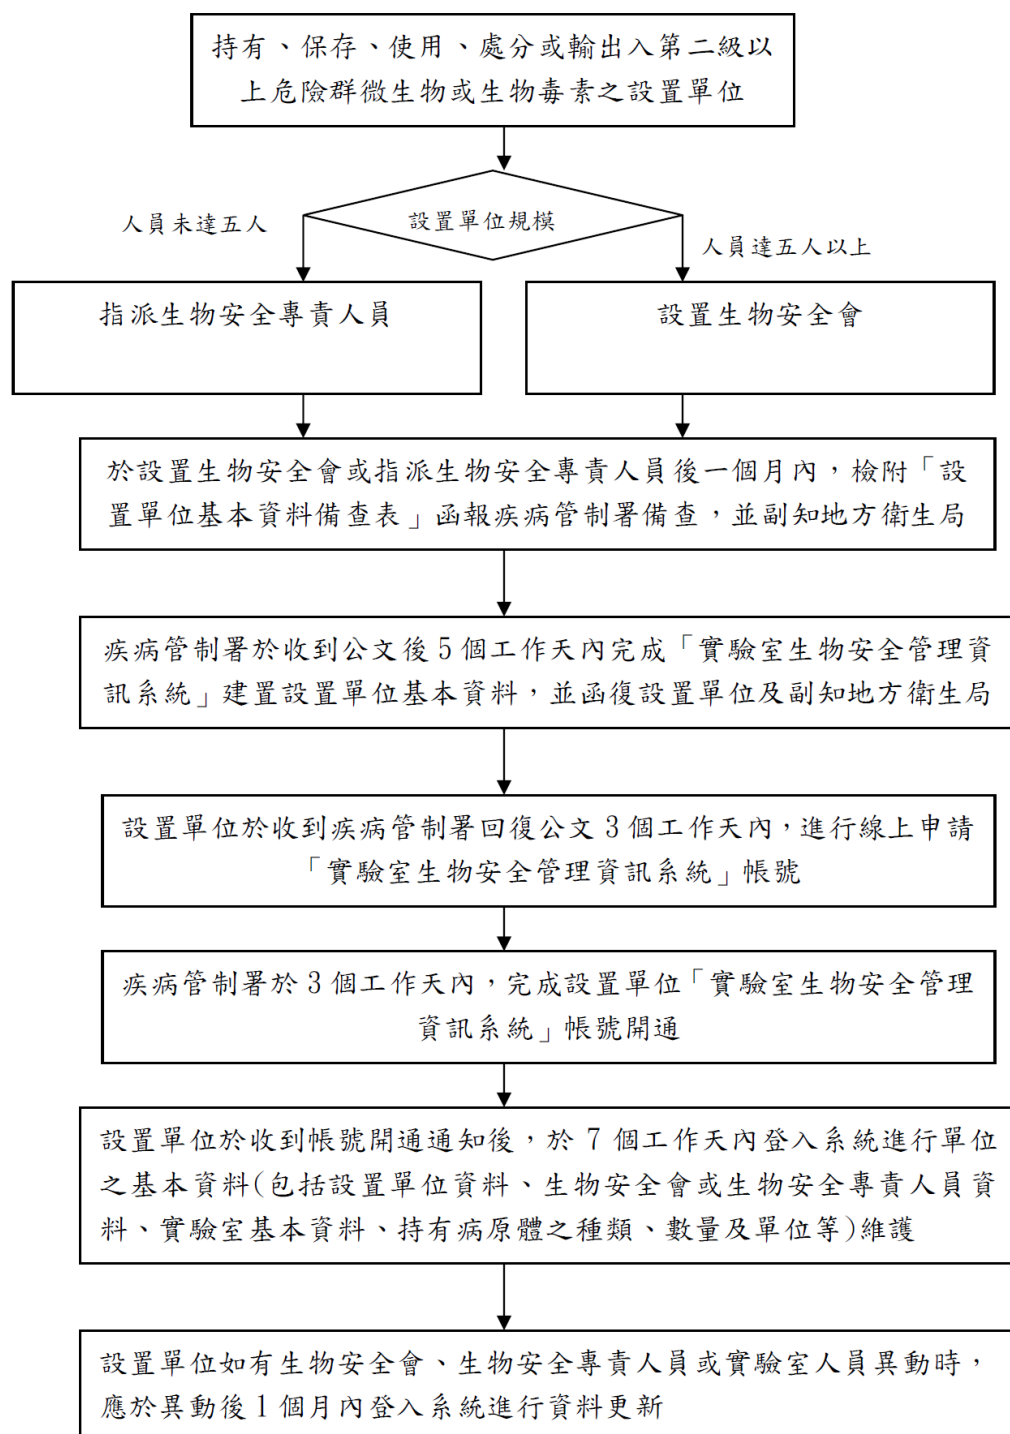 持有、保存、使用、處分或輸出入第二級以
上危險群微生物或生物毒素之設置單位
設置單位規模
人員未達五人
人員達五人以上
指派生物安全專責人員
設置生物安全會
於設置生物安全會或指派生物安全專責人員後一個月內，檢附「設
置單位基本資料備查表」函報疾病管制署備查，並副知地方衛生局
疾病管制署於收到公文後 5 個工作天內完成「實驗室生物安全管理資
訊系統」建置設置單位基本資料，並函復設置單位及副知地方衛生局
設置單位於收到疾病管制署回復公文 3 個工作天內，進行線上申請
「實驗室生物安全管理資訊系統」帳號
疾病管制署於 3 個工作天內，完成設置單位「實驗室生物安全管理
資訊系統」帳號開通
設置單位於收到帳號開通通知後，於 7 個工作天內登入系統進行單位
之基本資料(包括設置單位資料、生物安全會或生物安全專責人員資
料、實驗室基本資料、持有病原體之種類、數量及單位等)維護
設置單位如有生物安全會、生物安全專責人員或實驗室人員異動時，
應於異動後 1 個月內登入系統進行資料更新